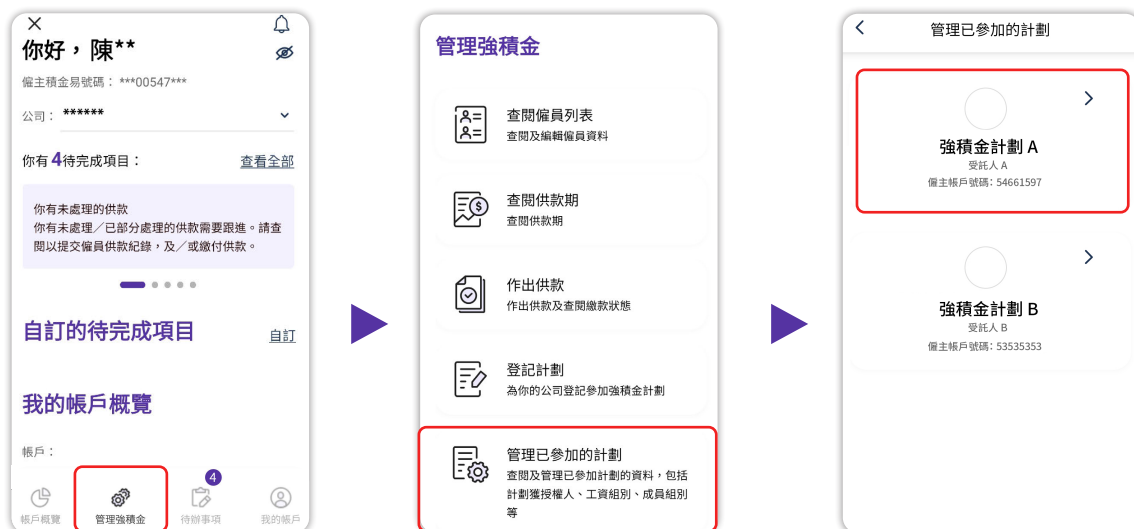 你好，陳**
僱主積金易號碼： ***00547***
公司： ******
你有4待完成項目：
查看全部
你有未處理的供款
你有未處理／已部分處理的供款需要跟進。請查
閱以提交僱員供款紀錄，及／或繳付供款。
自訂的待完成項目
自訂
我的帳戶概覽
帳戶：
4
帳戶概覽
管理強積金
待辦事項
我的帳戶
管理強積金
查閱僱員列表
查閱及編輯僱員資料
查閱供款期
查閱供款期
作出供款
作出供款及查閱繳款狀態
登記計劃
為你的公司登記參加強積金計劃
管理已參加的計劃
查閱及管理已參加計劃的資料，包括
計劃獲授權人、工資組別、成員組別
等
管理已參加的計劃
強積金計劃 A
受託人 A
僱主帳戶號碼: 54661597
強積金計劃 B
受託人 B
僱主帳戶號碼: 53535353